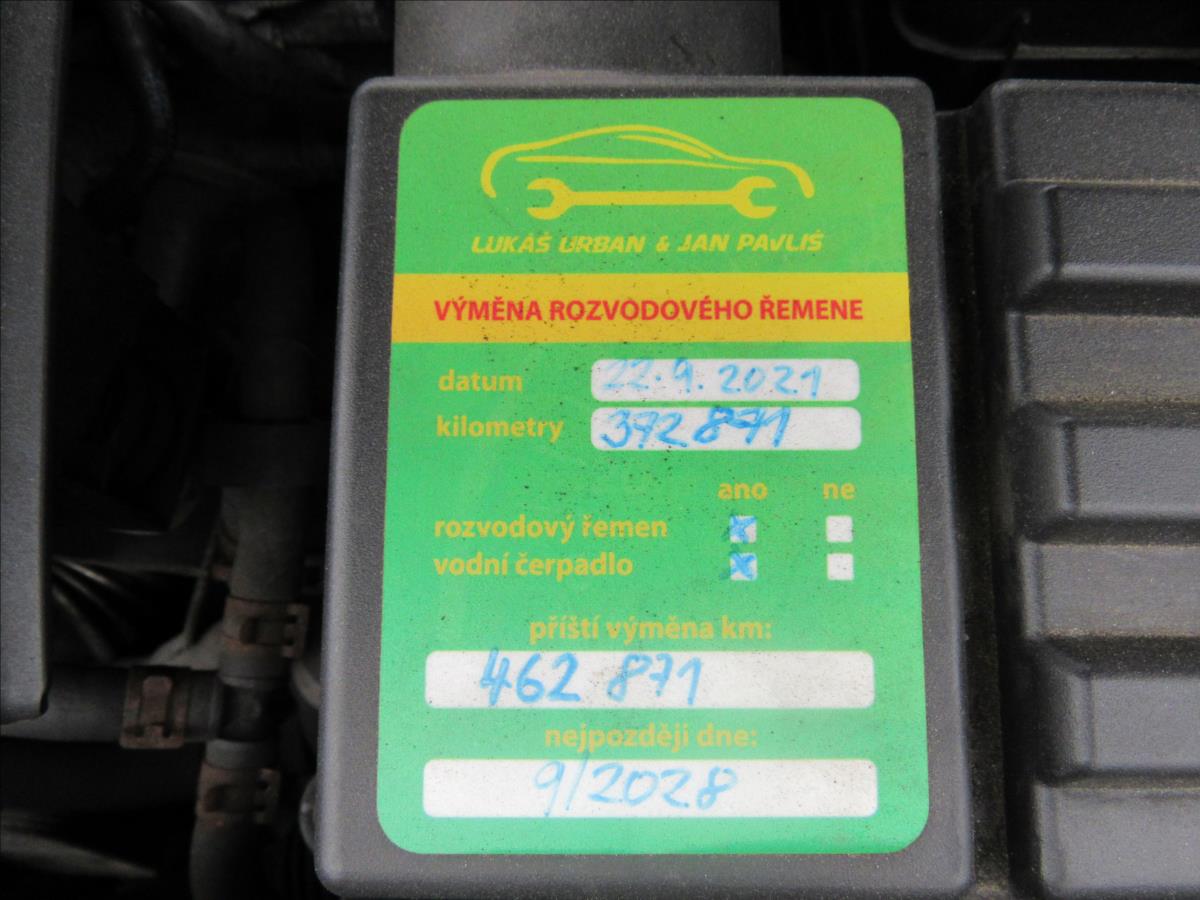 LUKÁŠ URBAN & JAN PAVLIŠ
VÝMĚNA ROZVODOVÉHO ŘEMENE
datum 22.9.2021
kilometry 372 871
ano ne
rozvodový řemen x
vodní čerpadlo x
příští výměna km:
462 871
nejpozději dne:
9/2028